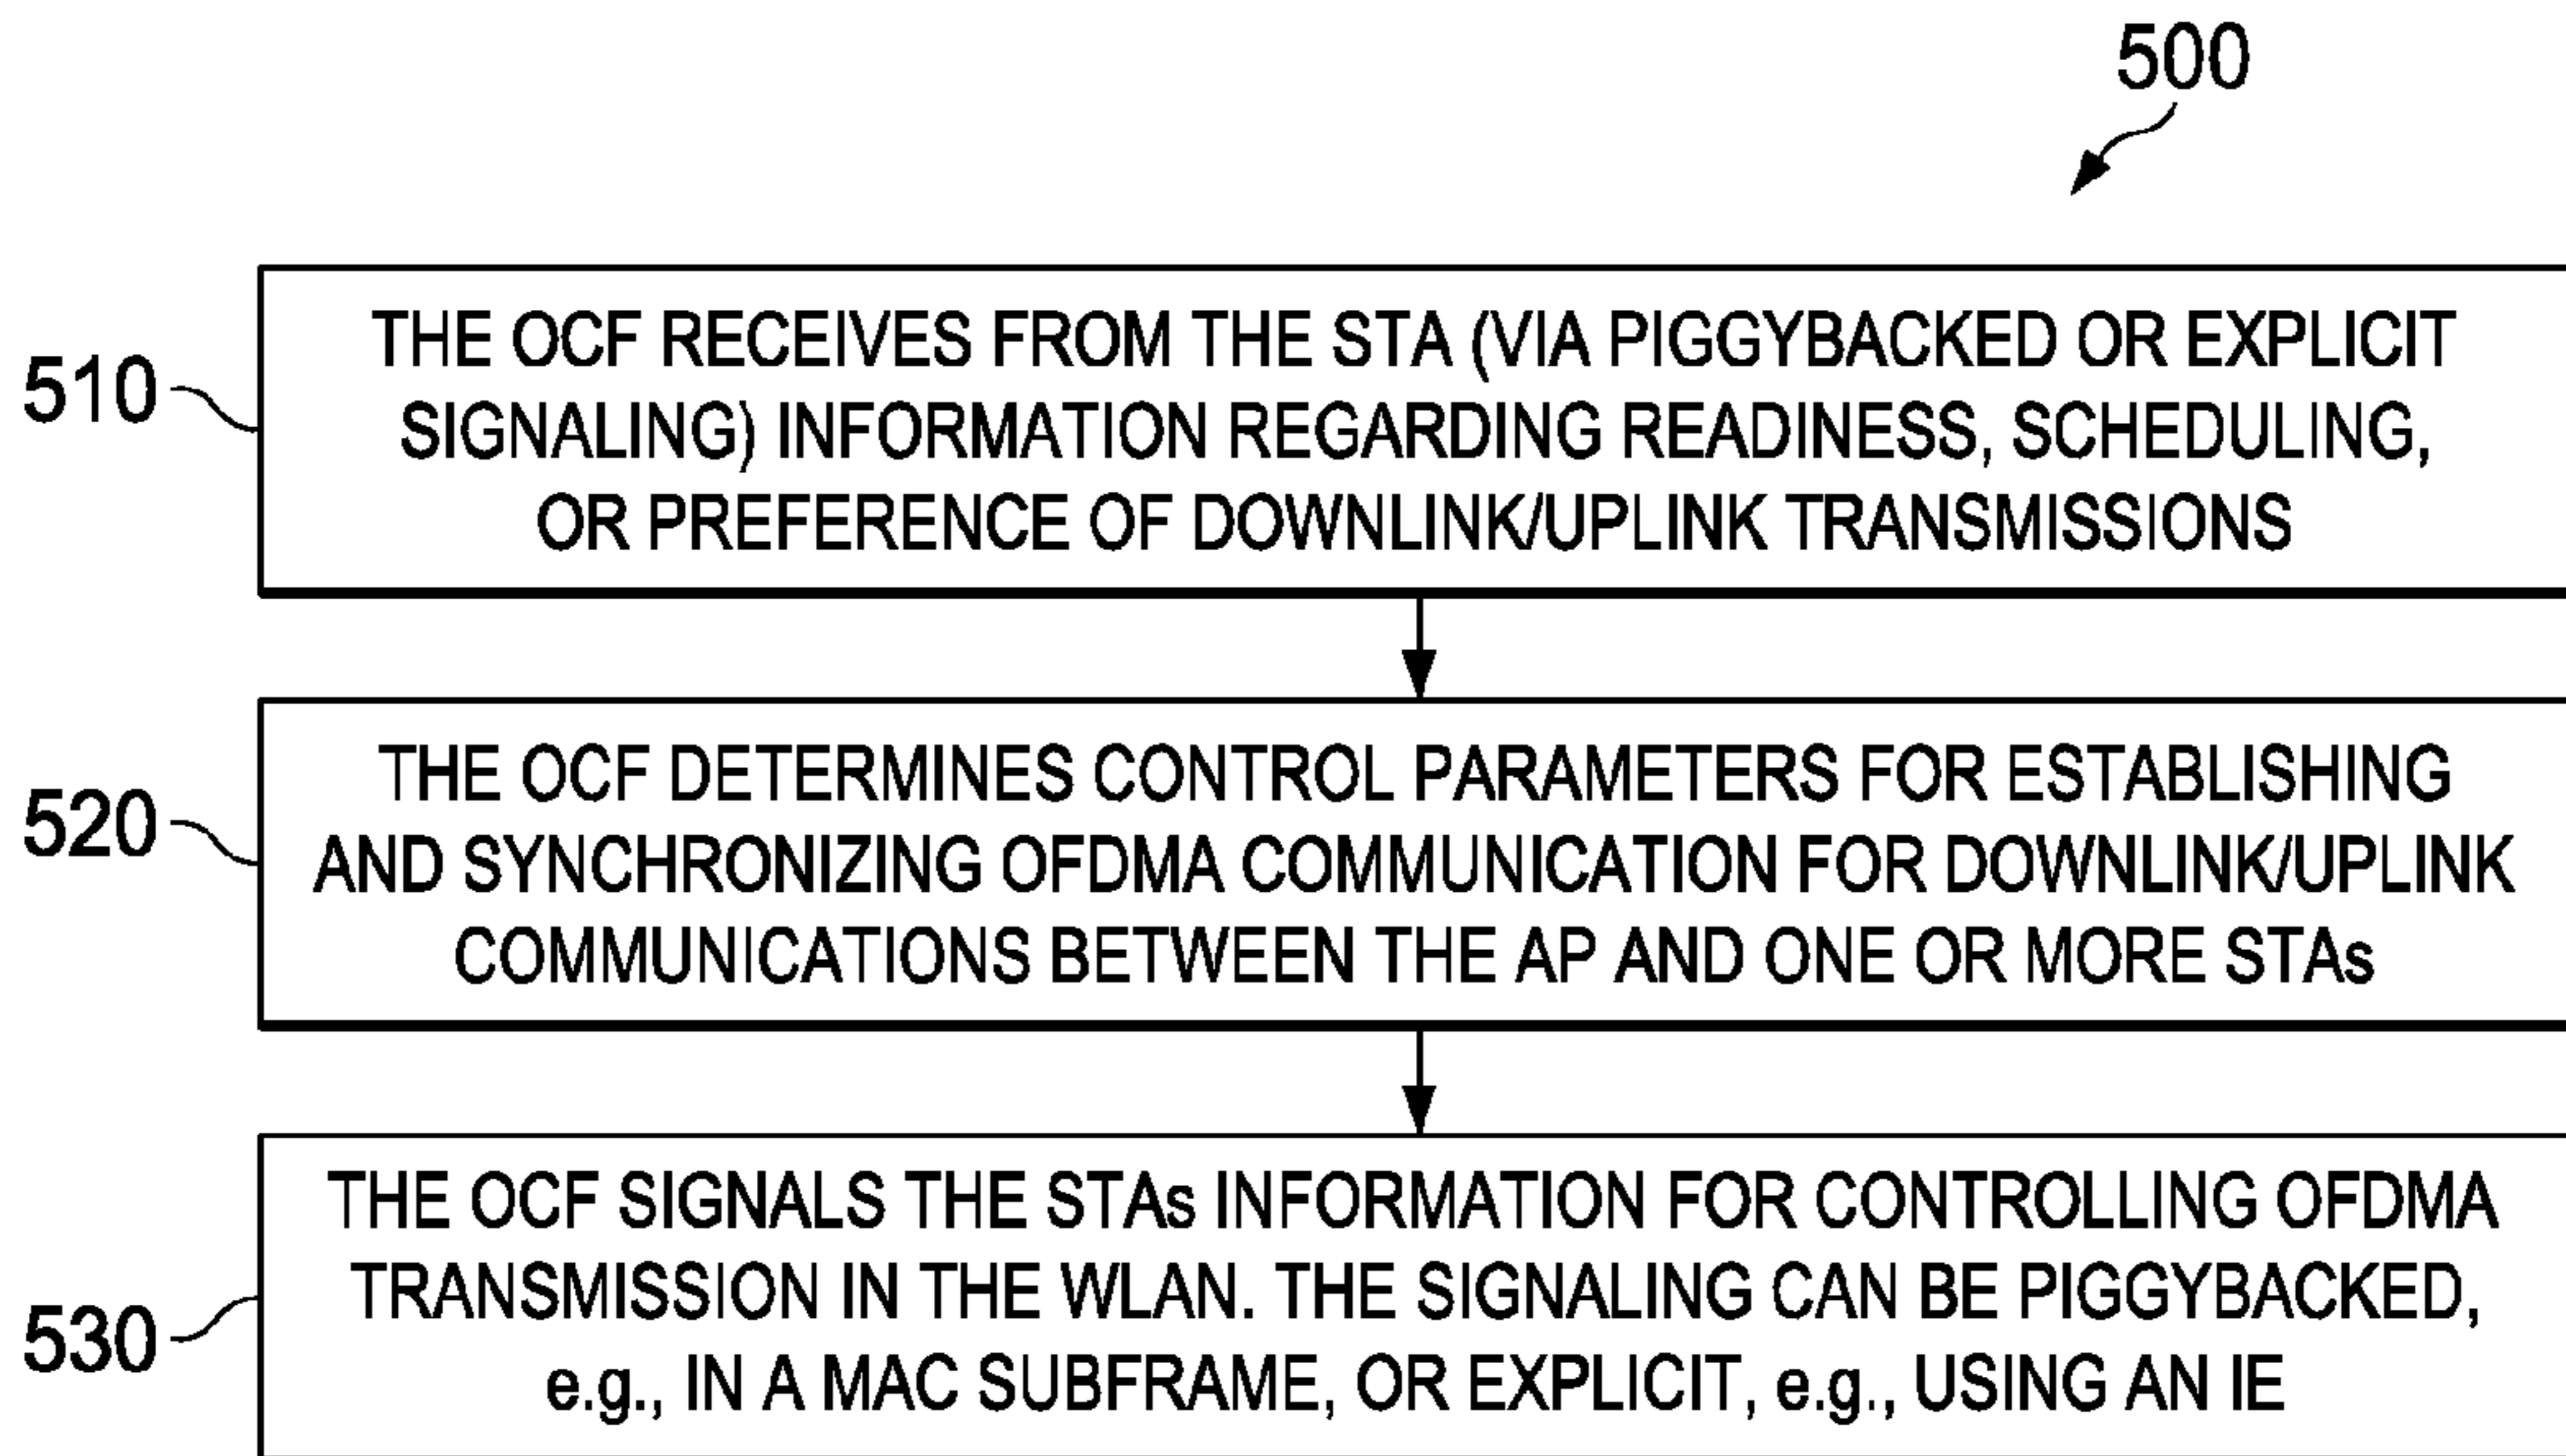 500
510
THE OCF RECEIVES FROM THE STA (VIA PIGGYBACKED OR EXPLICIT
SIGNALING) INFORMATION REGARDING READINESS, SCHEDULING,
OR PREFERENCE OF DOWNLINK/UPLINK TRANSMISSIONS
520
THE OCF DETERMINES CONTROL PARAMETERS FOR ESTABLISHING
AND SYNCHRONIZING OFDMA COMMUNICATION FOR DOWNLINK/UPLINK
COMMUNICATIONS BETWEEN THE AP AND ONE OR MORE STAs
530
THE OCF SIGNALS THE STAs INFORMATION FOR CONTROLLING OFDMA
TRANSMISSION IN THE WLAN. THE SIGNALING CAN BE PIGGYBACKED,
e.g., IN A MAC SUBFRAME, OR EXPLICIT, e.g., USING AN IE